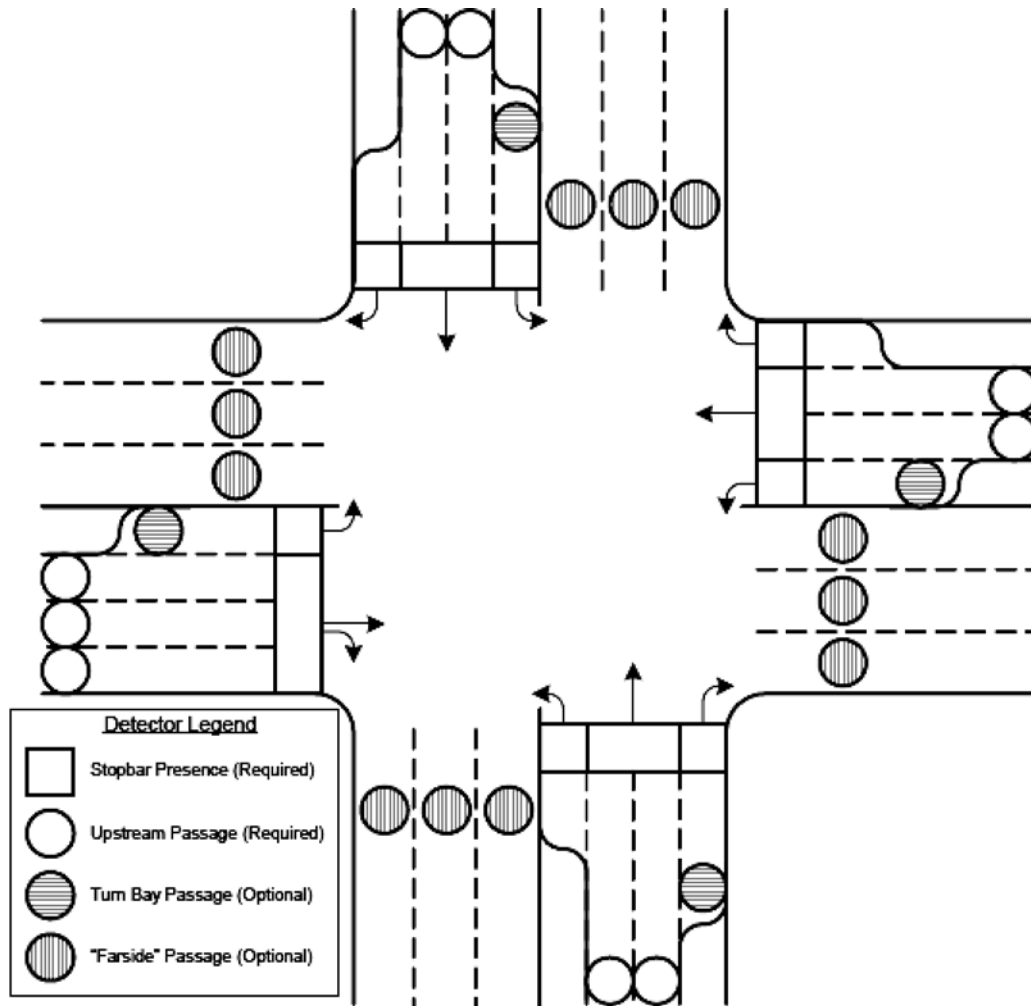 Detector Legend
Stopbar Presence (Required)
Upstream Passage (Required)
Turn Bay Passage (Optional)
"Farside" Passage (Optional)